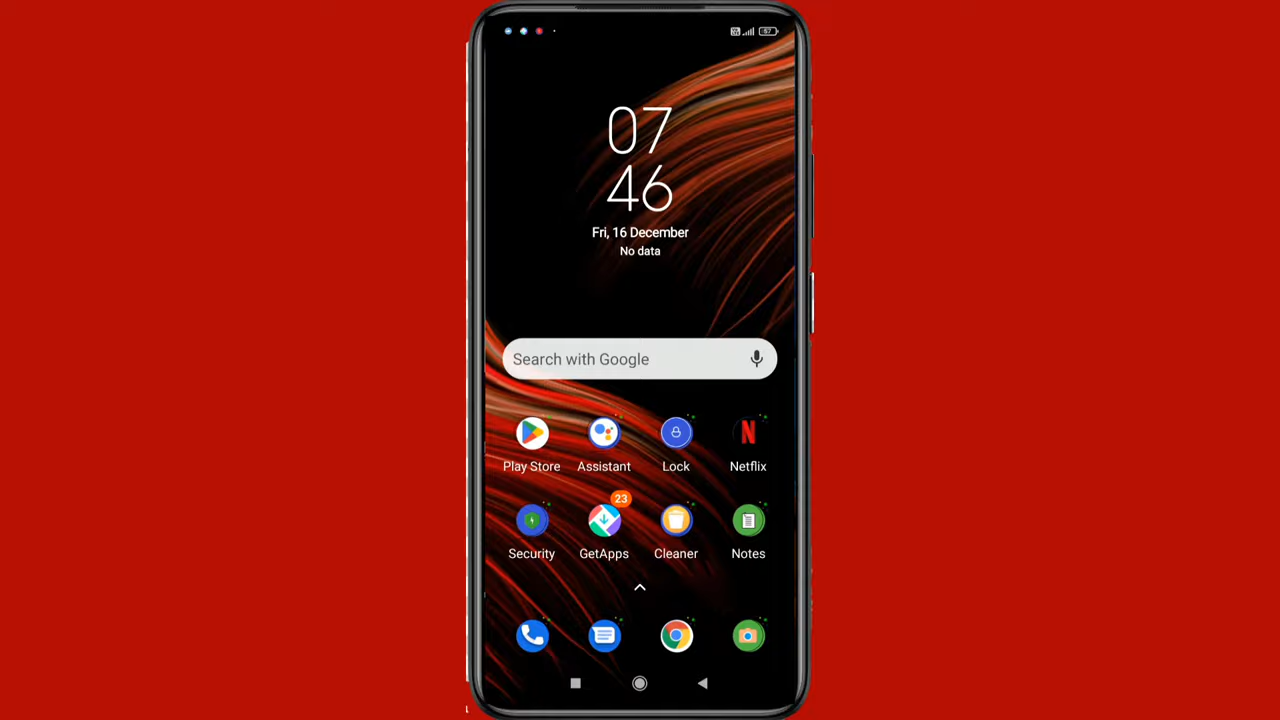 57
07
46
Fri, 16 December
No data
Search with Google
Play Store Assistant Lock Netflix
23
Security GetApps Cleaner Notes